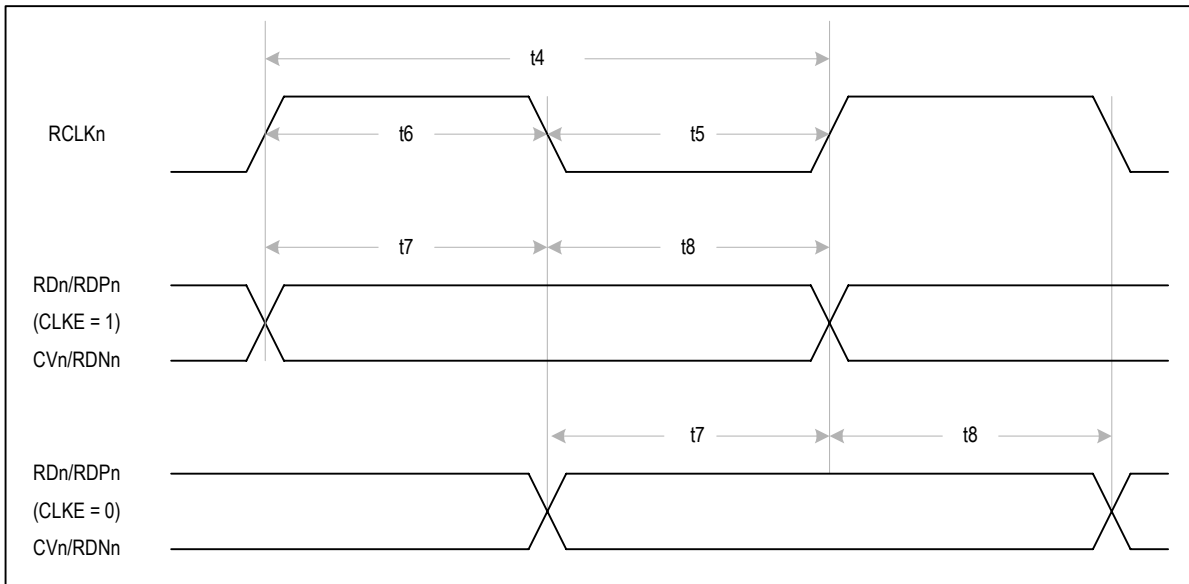 t4
RCLKn
t6
t5
t7
t8
RDn/RDPn
(CLKE = 1)
CVn/RDNn
t7
t8
RDn/RDPn
(CLKE = 0)
CVn/RDNn